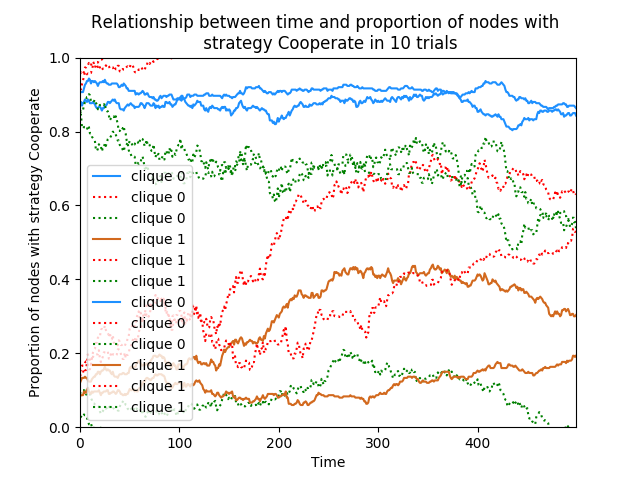 Relationship between time and proportion of nodes with
strategy Cooperate in 10 trials
Proportion of nodes with strategy Cooperate
1.0
0.8
0.6
0.4
0.2
0.0
clique 0
clique 0
clique 0
clique 1
clique 1
clique 1
clique 0
clique 0
clique 0
clique 1
clique 1
clique 1
0
100
200
300
400
Time